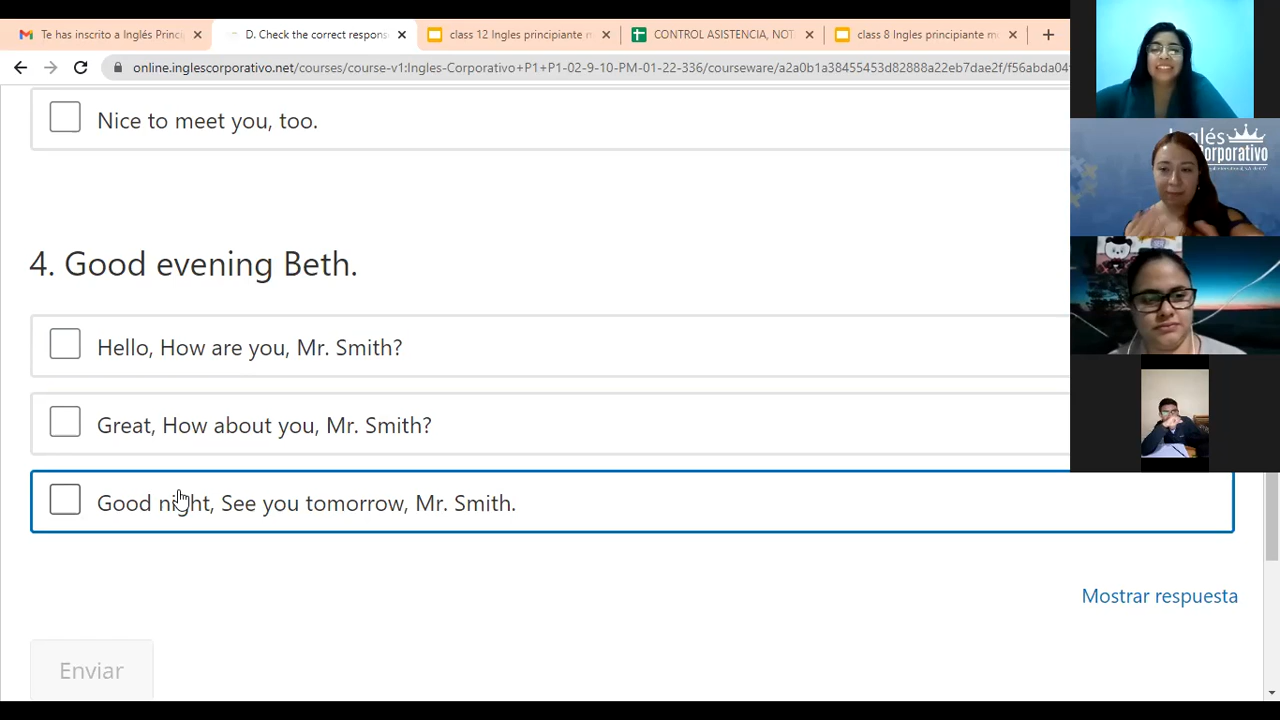 Te has inscrito a Inglés Princi
D. Check the correct respons
class 12 Ingles principiante m
CONTROL ASISTENCIA, NOT
class 8 Ingles principiante m
online.inglescorporativo.net/courses/course-v1:Ingles-Corporativo+P1+P1-02-9-10-PM-01-22-336/courseware/a2a0b1a38455453d82888a22eb7dae2f/f56abda04
Nice to meet you, too.
4. Good evening Beth.
Hello, How are you, Mr. Smith?
Great, How about you, Mr. Smith?
Good night, See you tomorrow, Mr. Smith.
Mostrar respuesta
Enviar
Inglés
Corporativo